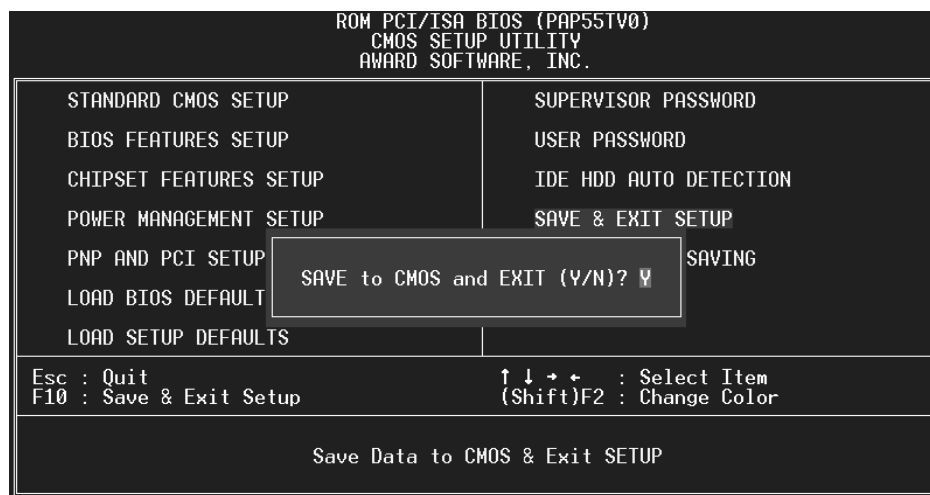 ROM PCI/ISA BIOS (PAP55TV0)
CMOS SETUP UTILITY
AWARD SOFTWARE, INC.
STANDARD CMOS SETUP
BIOS FEATURES SETUP
CHIPSET FEATURES SETUP
POWER MANAGEMENT SETUP
PNP AND PCI SETUP
LOAD BIOS DEFAULT
LOAD SETUP DEFAULTS
SUPERVISOR PASSWORD
USER PASSWORD
IDE HDD AUTO DETECTION
SAVE & EXIT SETUP
SAVING
SAVE to CMOS and EXIT (Y/N)? Y
Esc : Quit
F10 : Save & Exit Setup
↑ ↓ → ← : Select Item
(Shift)F2 : Change Color
Save Data to CMOS & Exit SETUP